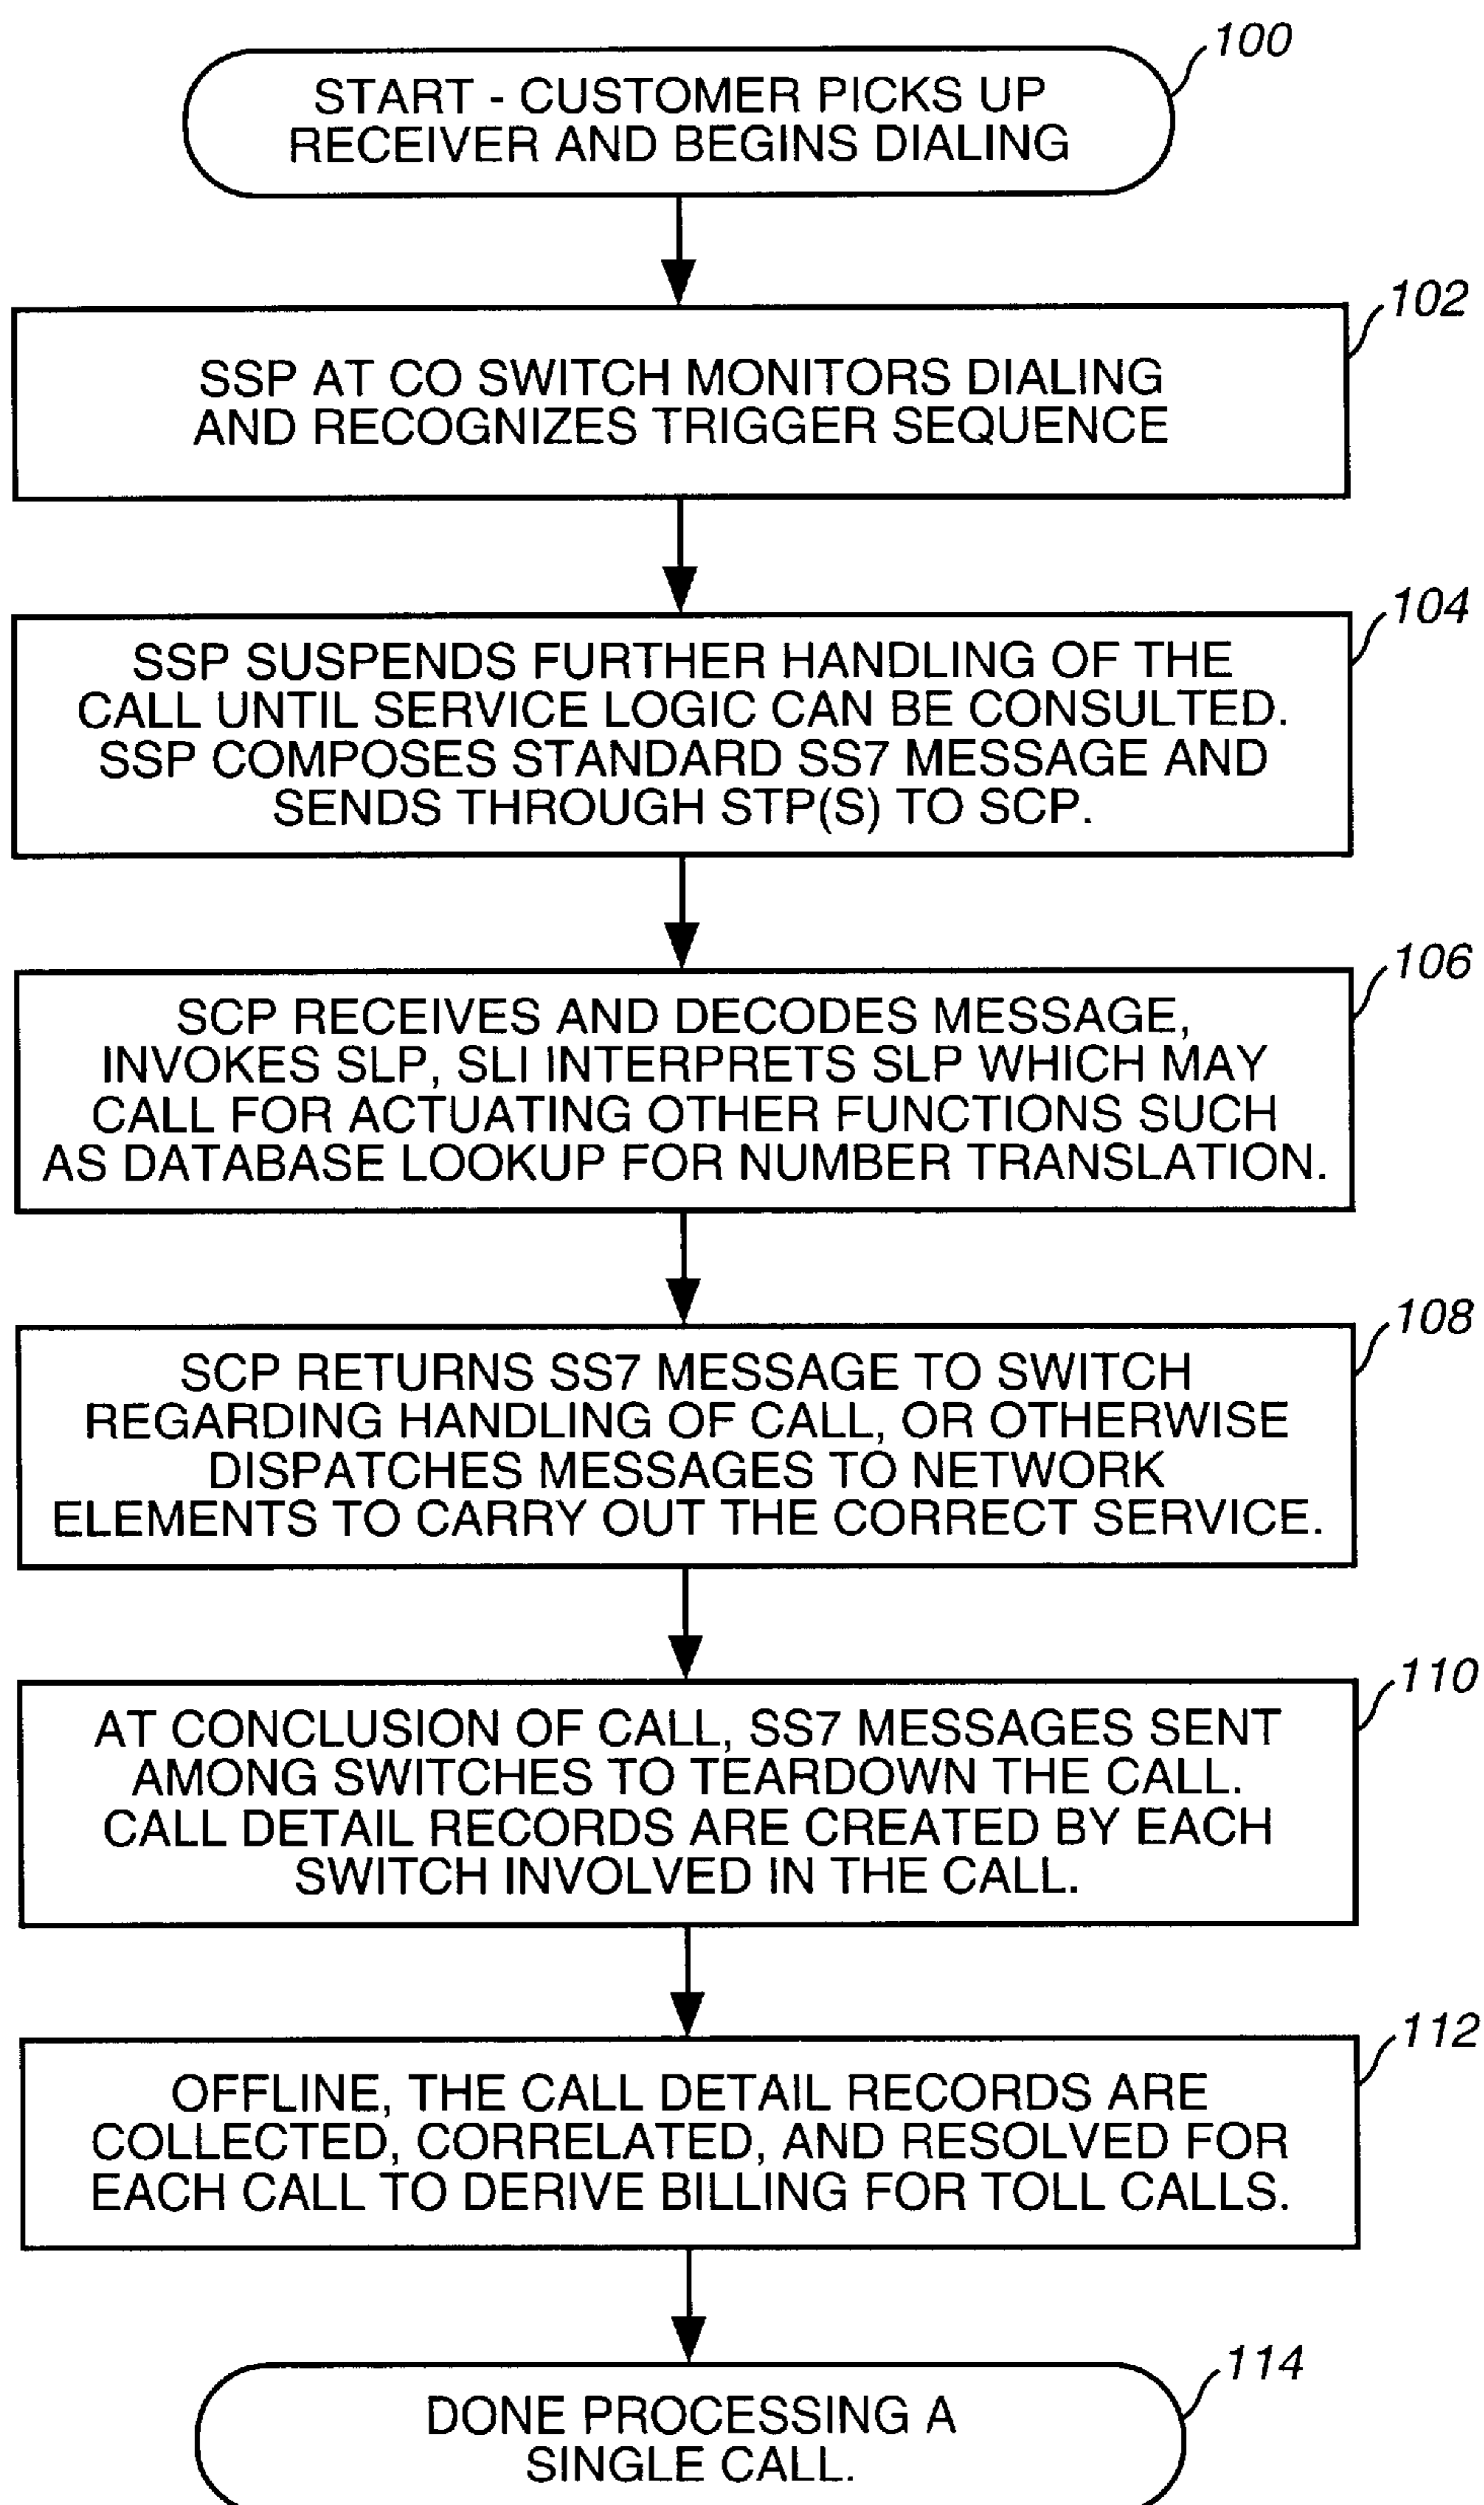 100
START - CUSTOMER PICKS UP
RECEIVER AND BEGINS DIALING
102
SSP AT CO SWITCH MONITORS DIALING
AND RECOGNIZES TRIGGER SEQUENCE
104
SSP SUSPENDS FURTHER HANDLING OF THE
CALL UNTIL SERVICE LOGIC CAN BE CONSULTED.
SSP COMPOSES STANDARD SS7 MESSAGE AND
SENDS THROUGH STP(S) TO SCP.
106
SCP RECEIVES AND DECODES MESSAGE,
INVOKES SLP, SLI INTERPRETS SLP WHICH MAY
CALL FOR ACTUATING OTHER FUNCTIONS SUCH
AS DATABASE LOOKUP FOR NUMBER TRANSLATION.
108
SCP RETURNS SS7 MESSAGE TO SWITCH
REGARDING HANDLING OF CALL, OR OTHERWISE
DISPATCHES MESSAGES TO NETWORK
ELEMENTS TO CARRY OUT THE CORRECT SERVICE.
110
AT CONCLUSION OF CALL, SS7 MESSAGES SENT
AMONG SWITCHES TO TEARDOWN THE CALL.
CALL DETAIL RECORDS ARE CREATED BY EACH
SWITCH INVOLVED IN THE CALL.
112
OFFLINE, THE CALL DETAIL RECORDS ARE
COLLECTED, CORRELATED, AND RESOLVED FOR
EACH CALL TO DERIVE BILLING FOR TOLL CALLS.
114
DONE PROCESSING A
SINGLE CALL.